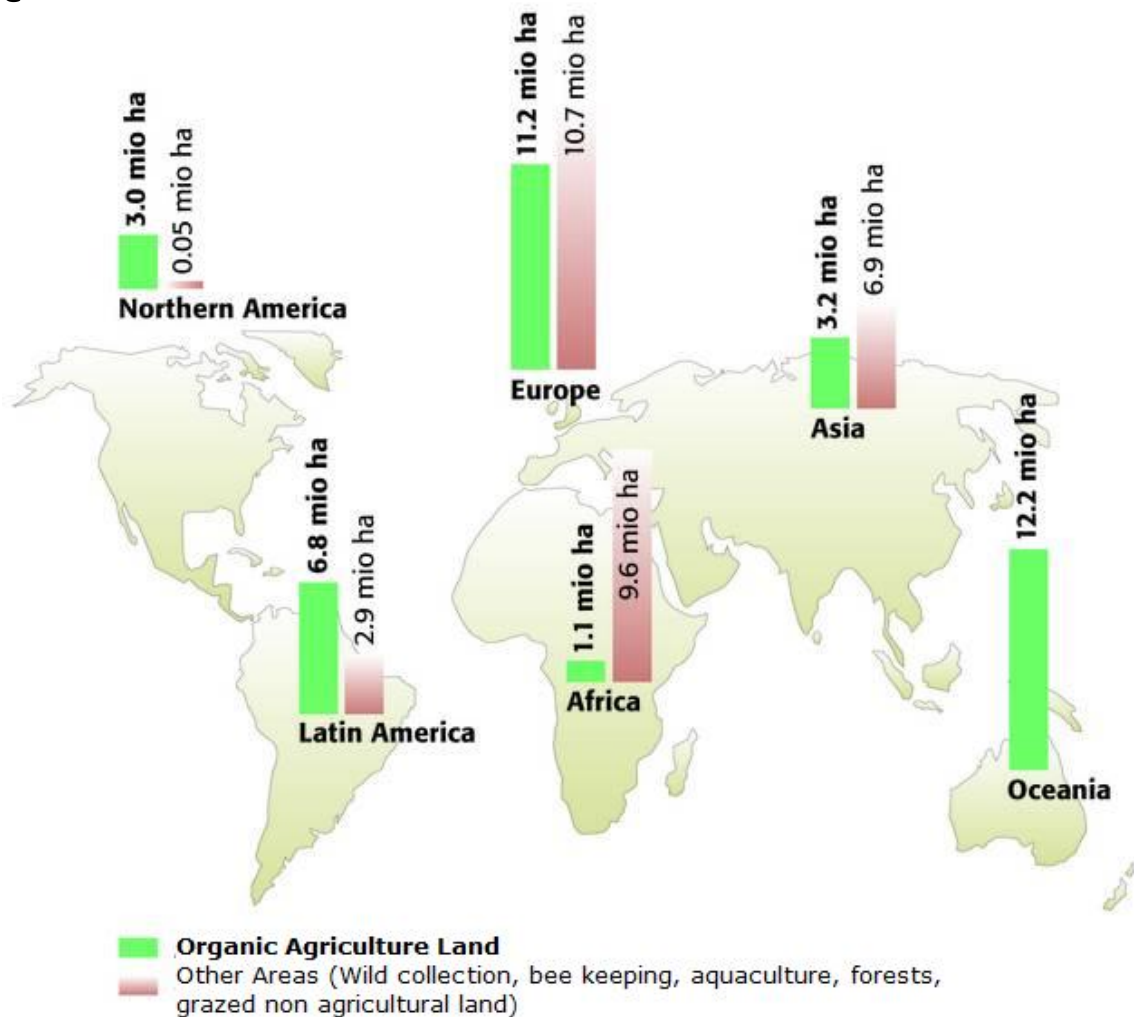 3.0 mio ha
0.05 mio ha
Northern America
11.2 mio ha
10.7 mio ha
Europe
3.2 mio ha
6.9 mio ha
Asia
6.8 mio ha
2.9 mio ha
Latin America
1.1 mio ha
9.6 mio ha
Africa
12.2 mio ha
Oceania
Organic Agriculture Land
Other Areas (Wild collection, bee keeping, aquaculture, forests,
grazed non agricultural land)